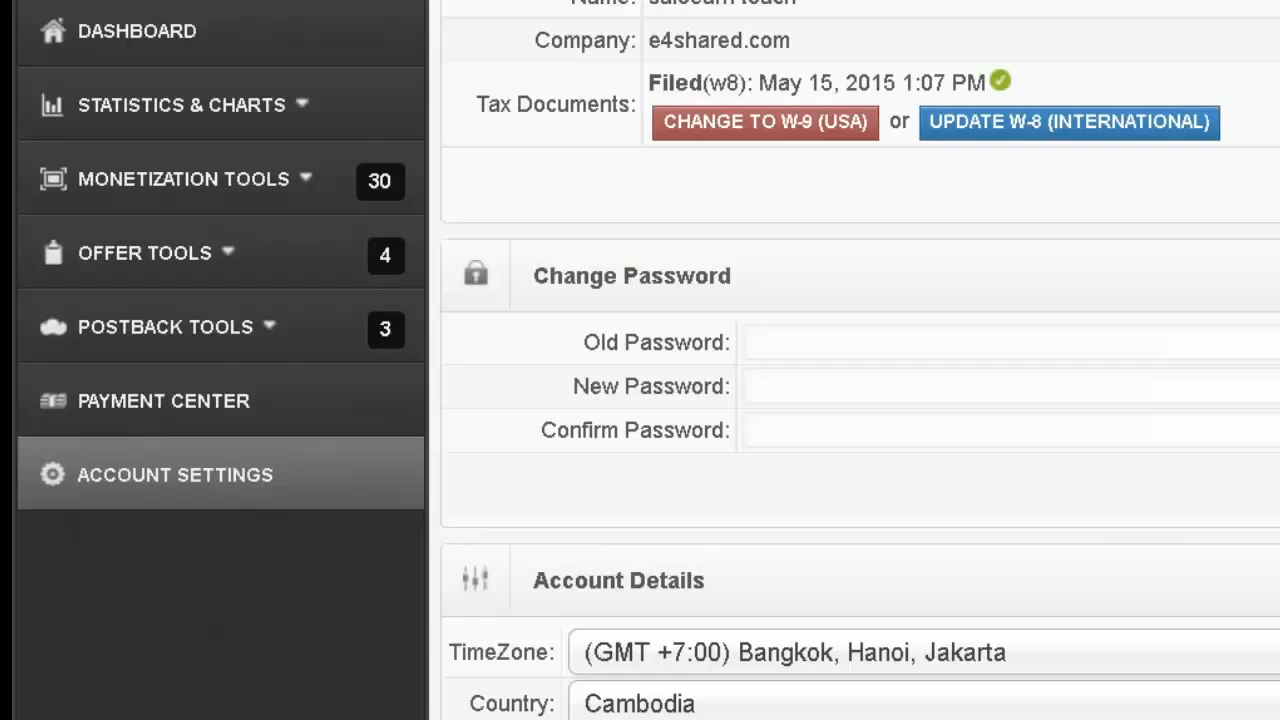 DASHBOARD
STATISTICS & CHARTS
MONETIZATION TOOLS 30
OFFER TOOLS 4
POSTBACK TOOLS 3
PAYMENT CENTER
ACCOUNT SETTINGS
Name:
Company: e4shared.com
Tax Documents:
Filed(w8): May 15, 2015 1:07 PM
CHANGE TO W-9 (USA) or UPDATE W-8 (INTERNATIONAL)
Change Password
Old Password:
New Password:
Confirm Password:
Account Details
TimeZone: (GMT +7:00) Bangkok, Hanoi, Jakarta
Country: Cambodia